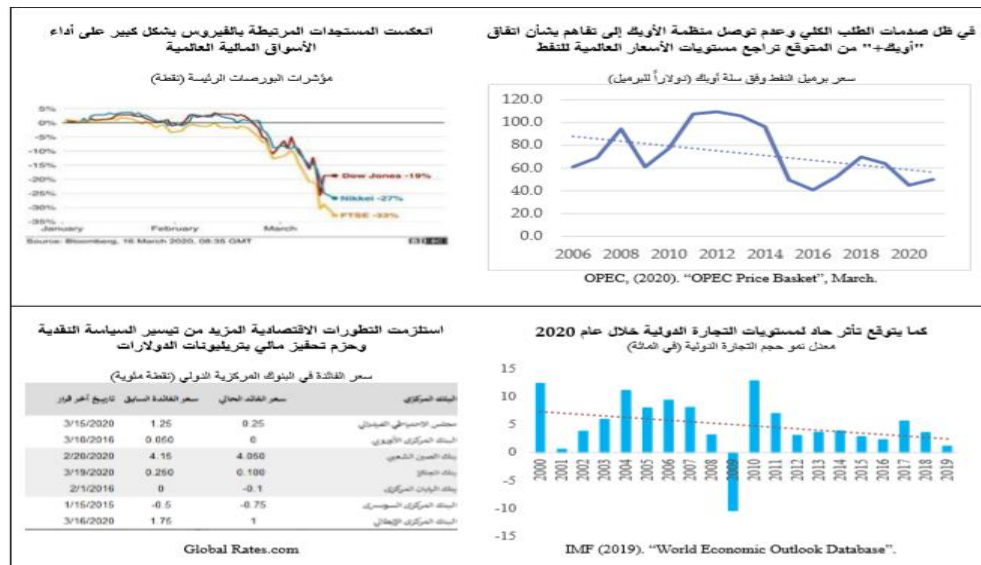 في ظل صدمات الطلب الكلي وعدم توصل منظمة الأوبك إلى تفاهم بشأن اتفاق
"أوبك+" من المتوقع تراجع مستويات الأسعار العالمية للنفط
سعر برميل النفط وفق سلة أوبك (دولاراً للبرميل)
120.0
100.0
80.0
60.0
40.0
20.0
0.0
2006 2008 2010 2012 2014 2016 2018 2020
OPEC, (2020). "OPEC Price Basket", March.
انعكست المستجدات المرتبطة بالفيروس بشكل كبير على أداء
الأسواق المالية العالمية
مؤشرات البورصات الرئيسة (نقطة)
5%
0%
-5%
-10%
-15%
-20%
-25%
-30%
-35%
Dow Jones -19%
Nikkei -27%
FTSE -33%
January February March
Source: Bloomberg, 16 March 2020, 08:35 GMT
BBC
كما يتوقع تأثر حاد لمستويات التجارة الدولية خلال عام 2020
معدل نمو حجم التجارة الدولية (في المائة)
15
10
5
0
-5
-10
-15
2000 2001 2002 2003 2004 2005 2006 2007 2008 2009 2010 2011 2012 2013 2014 2015 2016 2017 2018 2019
IMF (2019). "World Economic Outlook Database".
استلزمت التطورات الاقتصادية المزيد من تيسير السياسة النقدية
وحزم تحفيز مالي بتريليونات الدولارات
سعر الفائدة في البنوك المركزية الدولي (نقطة مئوية)
البنك المركزي سعر الفائد الحالي سعر الفائدة السابق تاريخ آخر قرار
مجلس الاحتياطي الفيدرالي 0.25 1.25 3/15/2020
البنك المركزي الأوروبي 0 0.050 3/10/2016
بنك الصين الشعبي 4.050 4.15 2/20/2020
بنك إنجلترا 0.100 0.250 3/19/2020
بنك اليابان المركزي -0.1 0 2/1/2016
البنك المركزي السويسري -0.75 -0.5 1/15/2015
البنك المركزي 1 1.75 3/16/2020
Global Rates.com